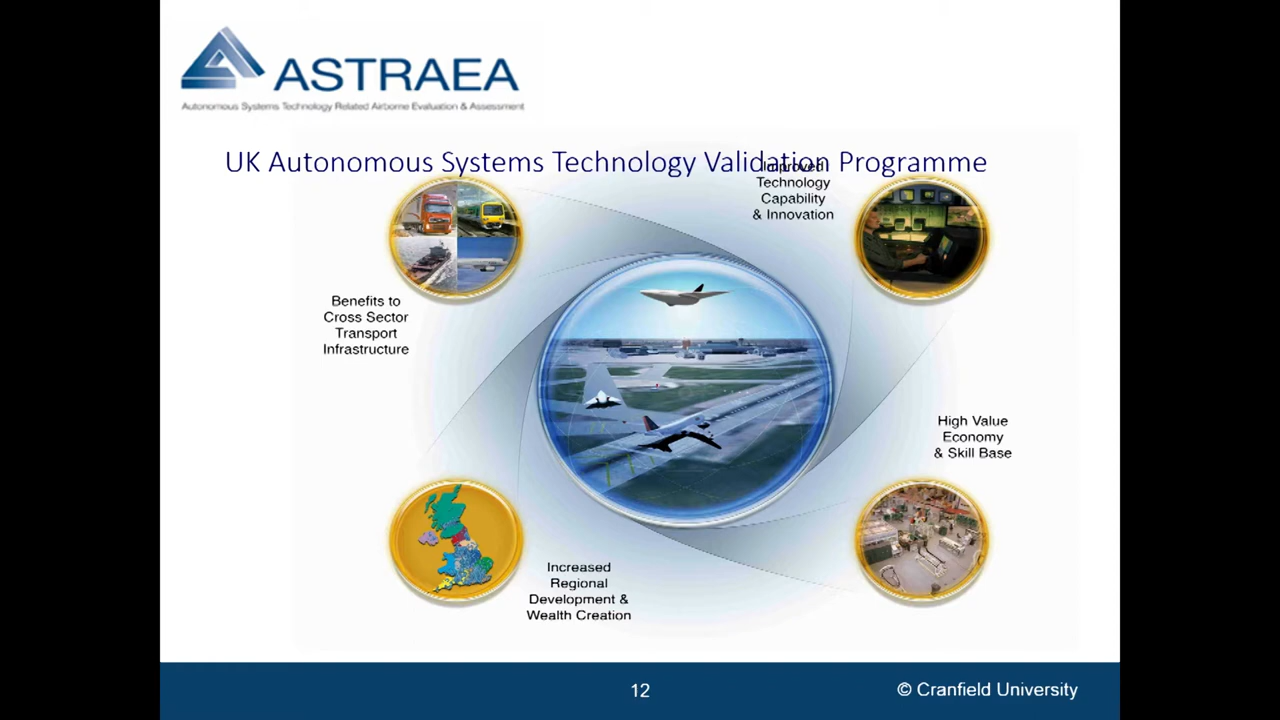 ASTRAEA
Autonomous Systems Technology Related Airborne Evaluation & Assessment
UK Autonomous Systems Technology Validation Programme
Improved
Technology
Capability
& Innovation
Benefits to
Cross Sector
Transport
Infrastructure
High Value
Economy
& Skill Base
Increased
Regional
Development &
Wealth Creation
12
© Cranfield University